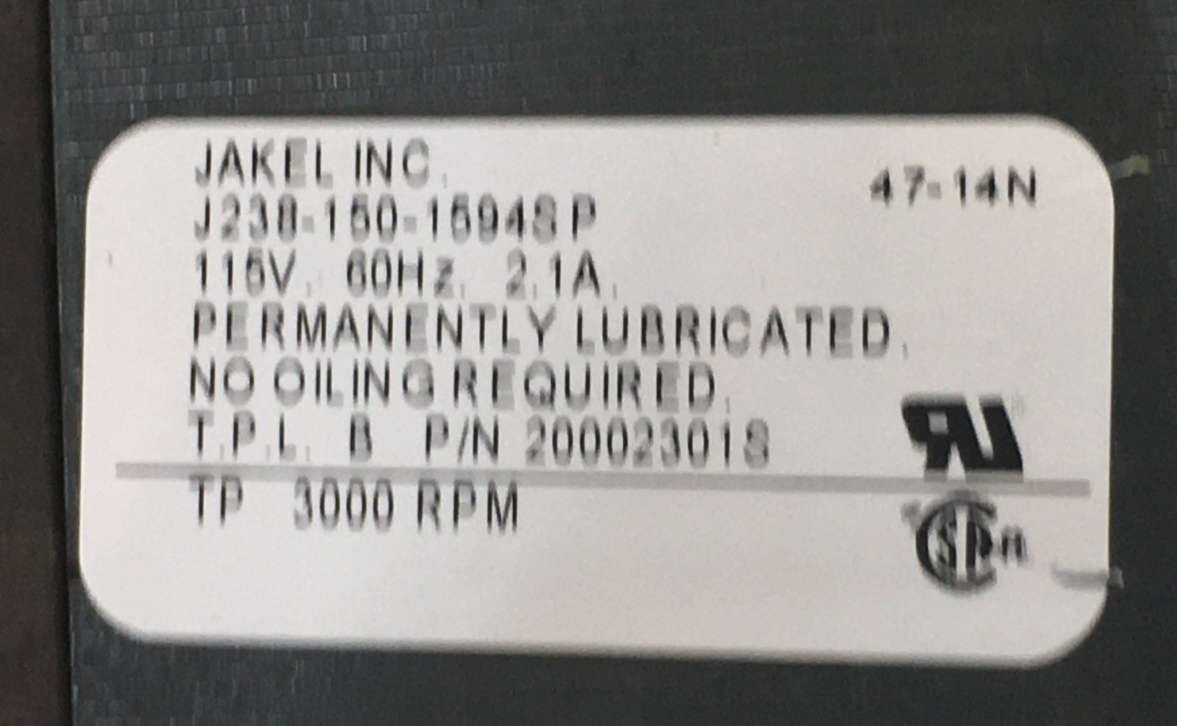 JAKEL INC.
47-14N
J238-150-15948P
115V, 60Hz, 2.1A.
PERMANENTLY LUBRICATED.
NO OILING REQUIRED.
T.P.L. B P/N 20002301S
TP 3000 RPM